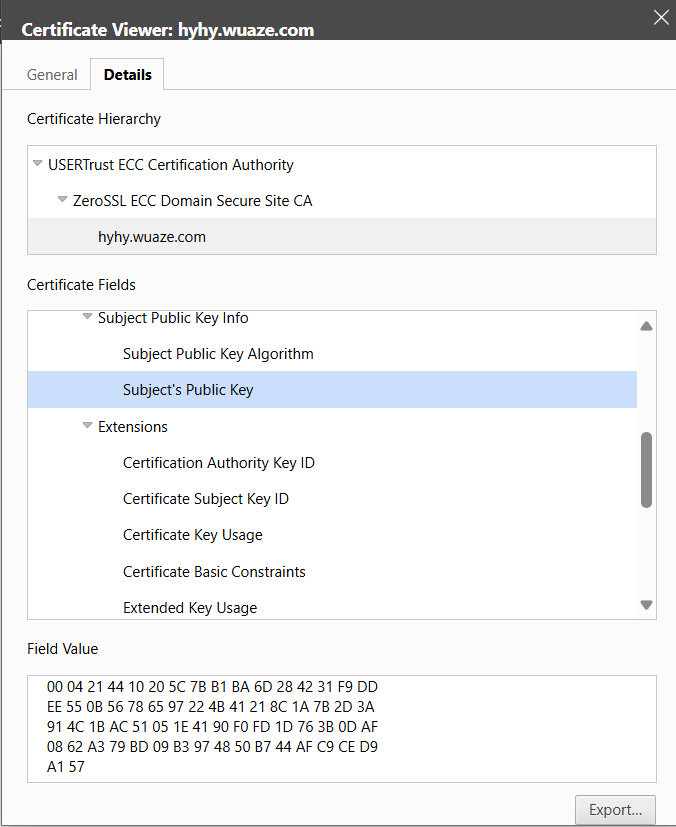 Certificate Viewer: hyhy.wuaze.com
General
Details
Certificate Hierarchy
USERTrust ECC Certification Authority
ZeroSSL ECC Domain Secure Site CA
hyhy.wuaze.com
Certificate Fields
Subject Public Key Info
Subject Public Key Algorithm
Subject's Public Key
Extensions
Certification Authority Key ID
Certificate Subject Key ID
Certificate Key Usage
Certificate Basic Constraints
Extended Key Usage
Field Value
00 04 21 44 10 20 5C 7B B1 BA 6D 28 42 31 F9 DD
EE 55 0B 56 78 65 97 22 4B 41 21 8C 1A 7B 2D 3A
91 4C 1B AC 51 05 1E 41 90 F0 FD 1D 76 3B 0D AF
08 62 A3 79 BD 09 B3 97 48 50 B7 44 AF C9 CE D9
A1 57
Export...